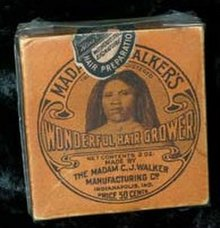 HAIR PREPARATIONS
MADAM WALKER'S
WONDERFUL HAIR GROWER
NET CONTENTS 2 OZ.
MADE BY
THE MADAM C.J. WALKER
MANUFACTURING CO.
INDIANAPOLIS, IND.
PRICE 50 CENTS